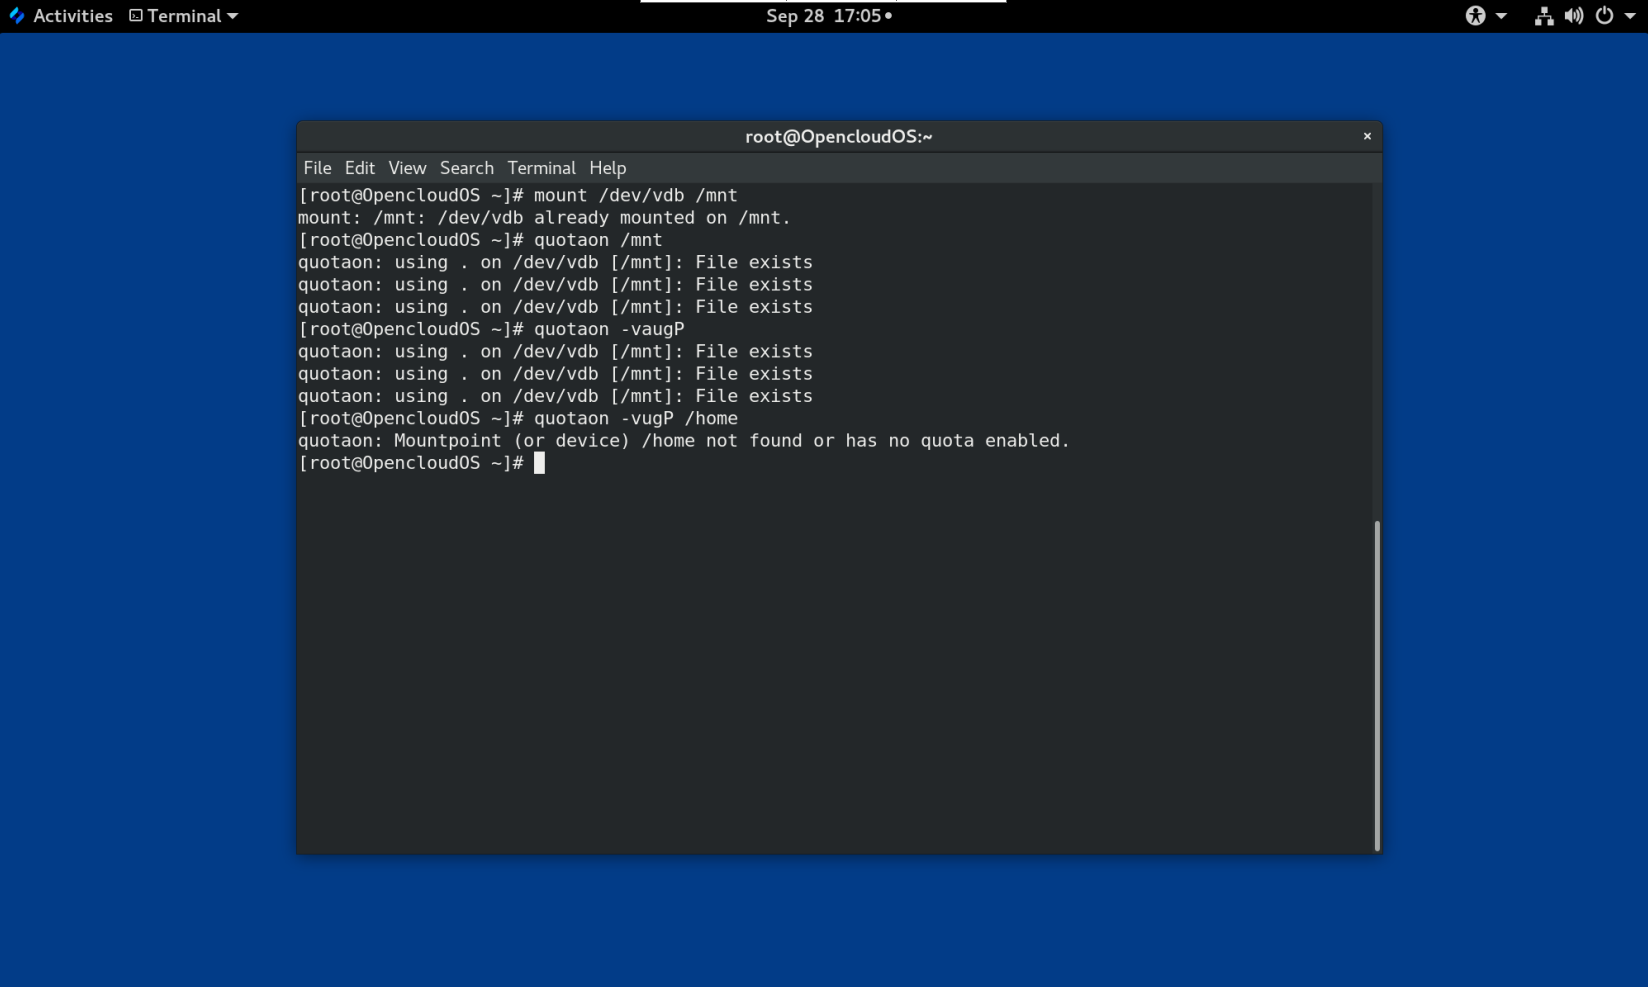 Activities Terminal Sep 28 17:05
root@OpencloudOS:~ ×
File Edit View Search Terminal Help
[root@OpencloudOS ~]# mount /dev/vdb /mnt
mount: /mnt: /dev/vdb already mounted on /mnt.
[root@OpencloudOS ~]# quotaon /mnt
quotaon: using . on /dev/vdb [/mnt]: File exists
quotaon: using . on /dev/vdb [/mnt]: File exists
quotaon: using . on /dev/vdb [/mnt]: File exists
[root@OpencloudOS ~]# quotaon -vaugP
quotaon: using . on /dev/vdb [/mnt]: File exists
quotaon: using . on /dev/vdb [/mnt]: File exists
quotaon: using . on /dev/vdb [/mnt]: File exists
[root@OpencloudOS ~]# quotaon -vugP /home
quotaon: Mountpoint (or device) /home not found or has no quota enabled.
[root@OpencloudOS ~]#